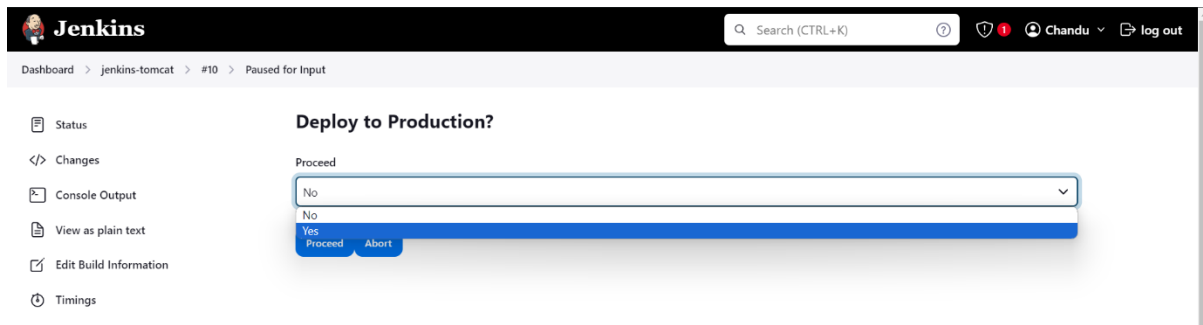 Jenkins
Search (CTRL+K)
1
Chandu
log out
Dashboard > jenkins-tomcat > #10 > Paused for Input
Status
Changes
Console Output
View as plain text
Edit Build Information
Timings
Deploy to Production?
Proceed
No
No
Yes
Proceed Abort